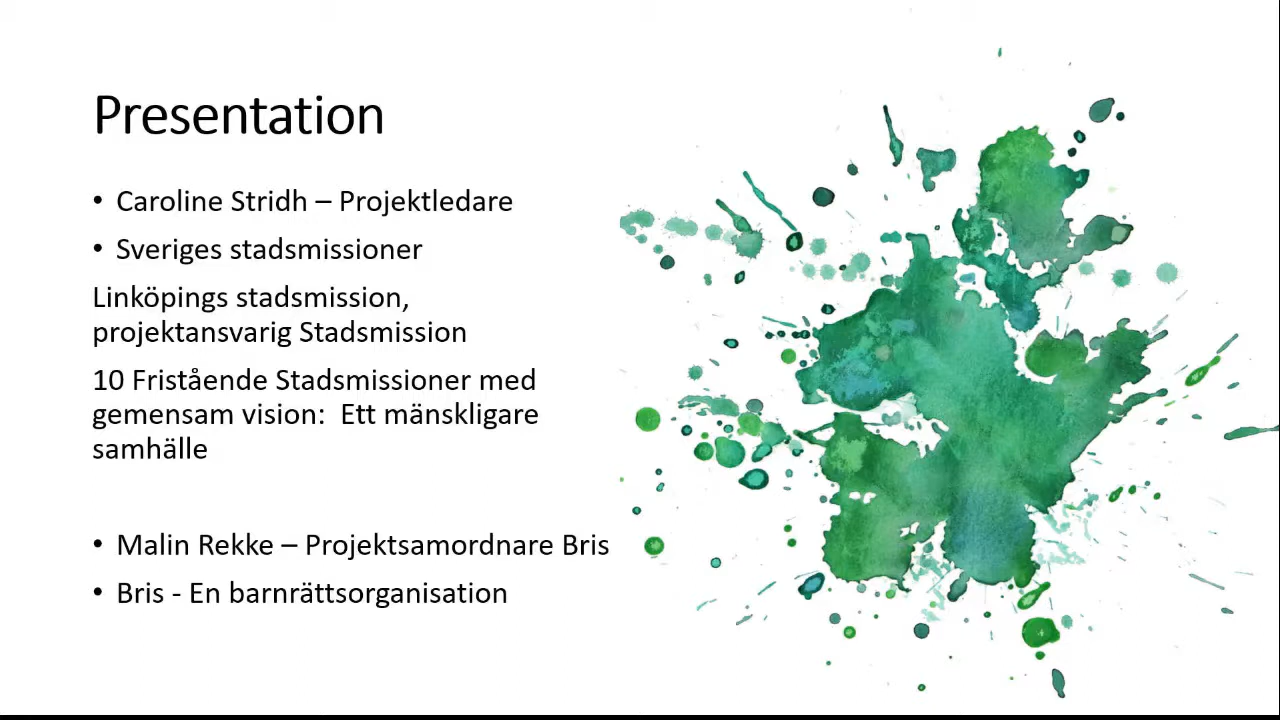 Presentation
• Caroline Stridh – Projektledare
• Sveriges stadsmissioner
Linköpings stadsmission,
projektansvarig Stadsmission
10 Fristående Stadsmissioner med
gemensam vision:  Ett mänskligare
samhälle
• Malin Rekke – Projektsamordnare Bris
• Bris - En barnrättsorganisation